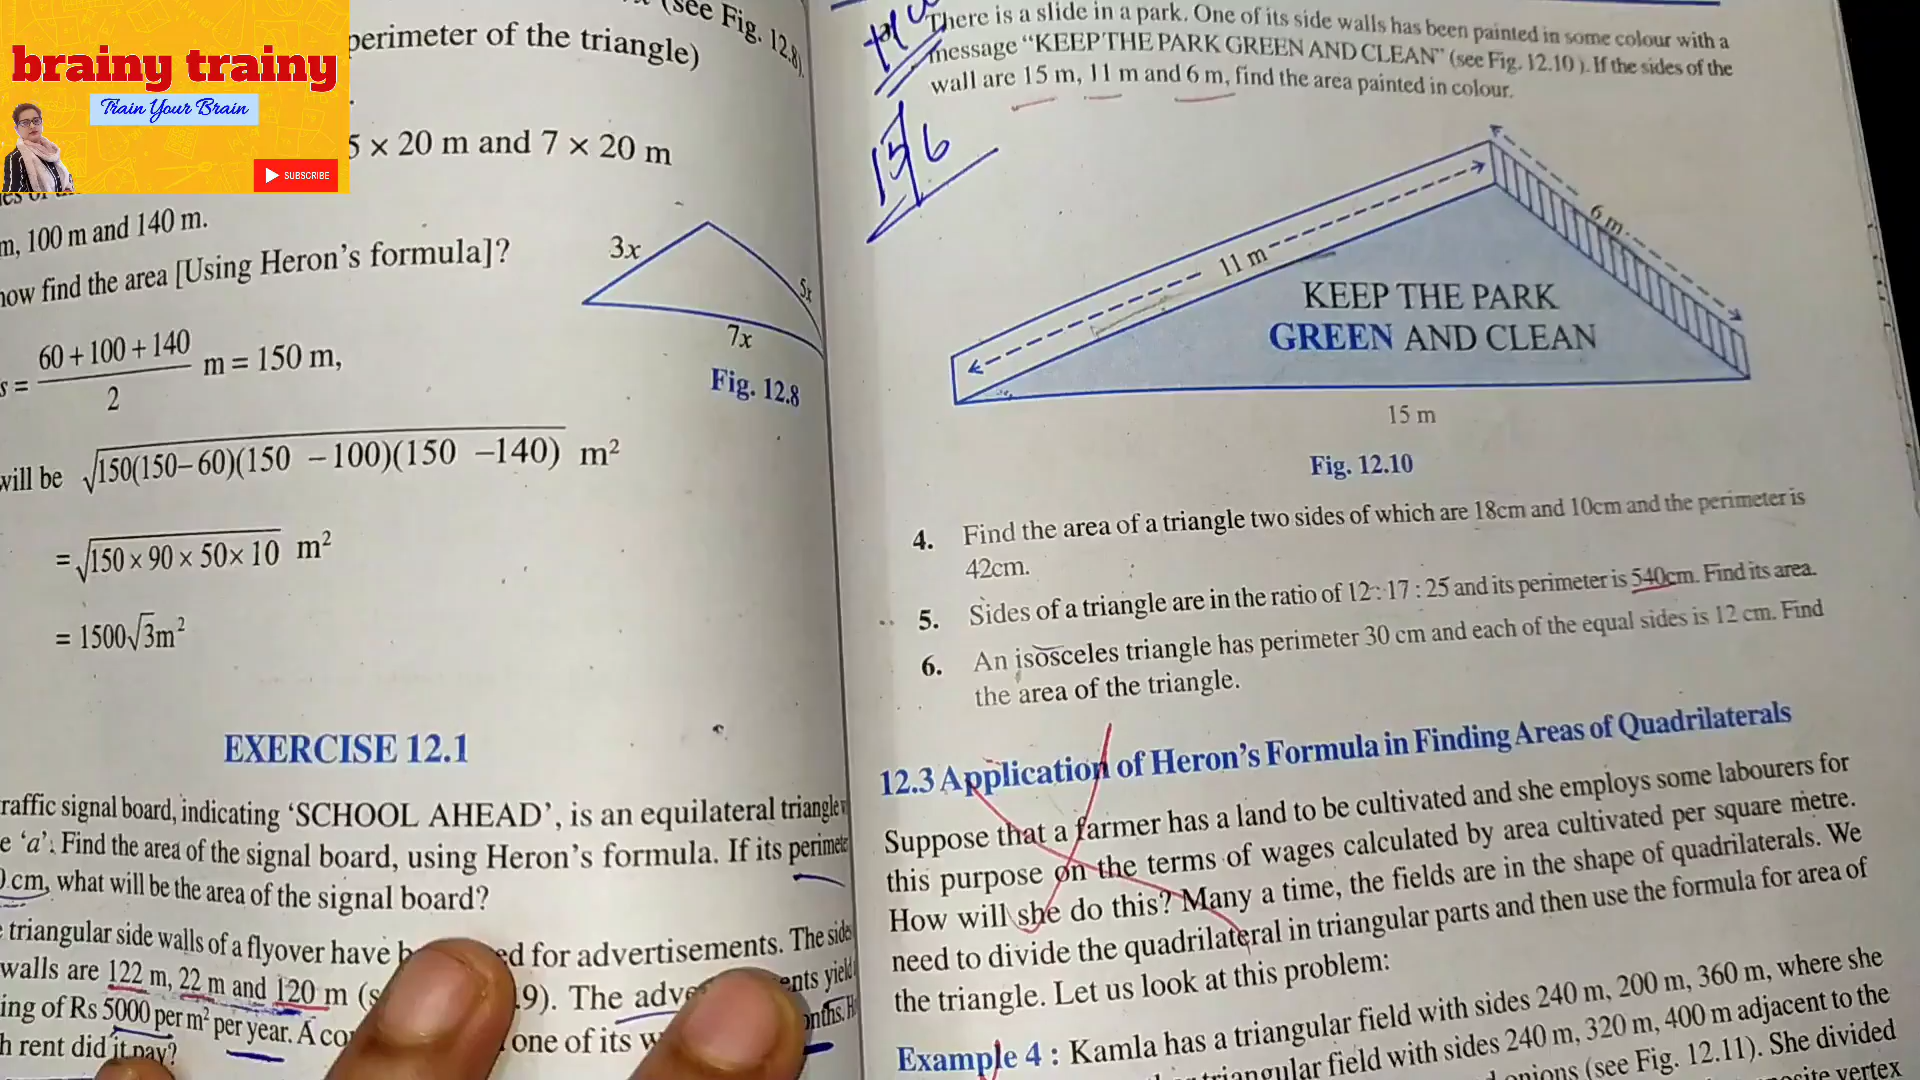 brainy trainy
Train Your Brain
SUBSCRIBE
(see Fig. 12.8).
perimeter of the triangle)
5 × 20 m and 7 × 20 m
m, 100 m and 140 m.
now find the area [Using Heron's formula]?
s = 60 + 100 + 140 / 2 m = 150 m,
will be √150(150 – 60)(150 – 100)(150 – 140) m²
= √150 × 90 × 50 × 10 m²
= 1500√3m²
3x
5x
7x
Fig. 12.8
EXERCISE 12.1
raffic signal board, indicating 'SCHOOL AHEAD', is an equilateral triangle
e 'a'. Find the area of the signal board, using Heron's formula. If its perimete
0 cm, what will be the area of the signal board?
triangular side walls of a flyover have b ed for advertisements. The side
walls are 122 m, 22 m and 120 m (s .9). The adve ents yield
ing of Rs 5000 per m² per year. A co one of its w onths. H
h rent did it pay?
There is a slide in a park. One of its side walls has been painted in some colour with a
message "KEEP THE PARK GREEN AND CLEAN" (see Fig. 12.10 ). If the sides of the
wall are 15 m, 11 m and 6 m, find the area painted in colour.
156
11 m
6 m
KEEP THE PARK
GREEN AND CLEAN
15 m
Fig. 12.10
4. Find the area of a triangle two sides of which are 18cm and 10cm and the perimeter is
42cm.
5. Sides of a triangle are in the ratio of 12 : 17 : 25 and its perimeter is 540cm. Find its area.
6. An isosceles triangle has perimeter 30 cm and each of the equal sides is 12 cm. Find
the area of the triangle.
12.3 Application of Heron's Formula in Finding Areas of Quadrilaterals
Suppose that a farmer has a land to be cultivated and she employs some labourers for
this purpose on the terms of wages calculated by area cultivated per square metre.
How will she do this? Many a time, the fields are in the shape of quadrilaterals. We
need to divide the quadrilateral in triangular parts and then use the formula for area of
the triangle. Let us look at this problem:
Example 4 : Kamla has a triangular field with sides 240 m, 200 m, 360 m, where she
triangular field with sides 240 m, 320 m, 400 m adjacent to the
onions (see Fig. 12.11). She divided
vertex